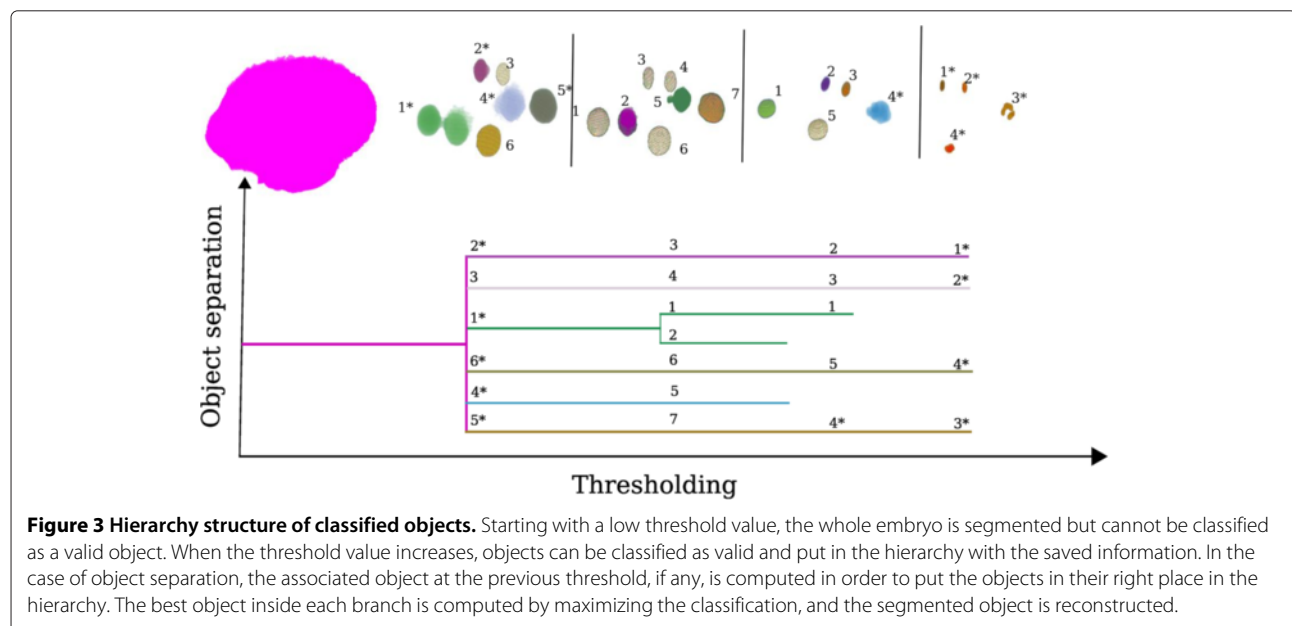 2*
3
4*
5*
1*
6
3
4
5
7
1
2
6
2
3
1
4*
5
1*
2*
3*
4*
Object separation
2* 3 2 1*
3 4 3 2*
1 1
1*
2
6* 6 5 4*
4* 5
5* 7 4* 3*
Thresholding
Figure 3 Hierarchy structure of classified objects. Starting with a low threshold value, the whole embryo is segmented but cannot be classified
as a valid object. When the threshold value increases, objects can be classified as valid and put in the hierarchy with the saved information. In the
case of object separation, the associated object at the previous threshold, if any, is computed in order to put the objects in their right place in the
hierarchy. The best object inside each branch is computed by maximizing the classification, and the segmented object is reconstructed.